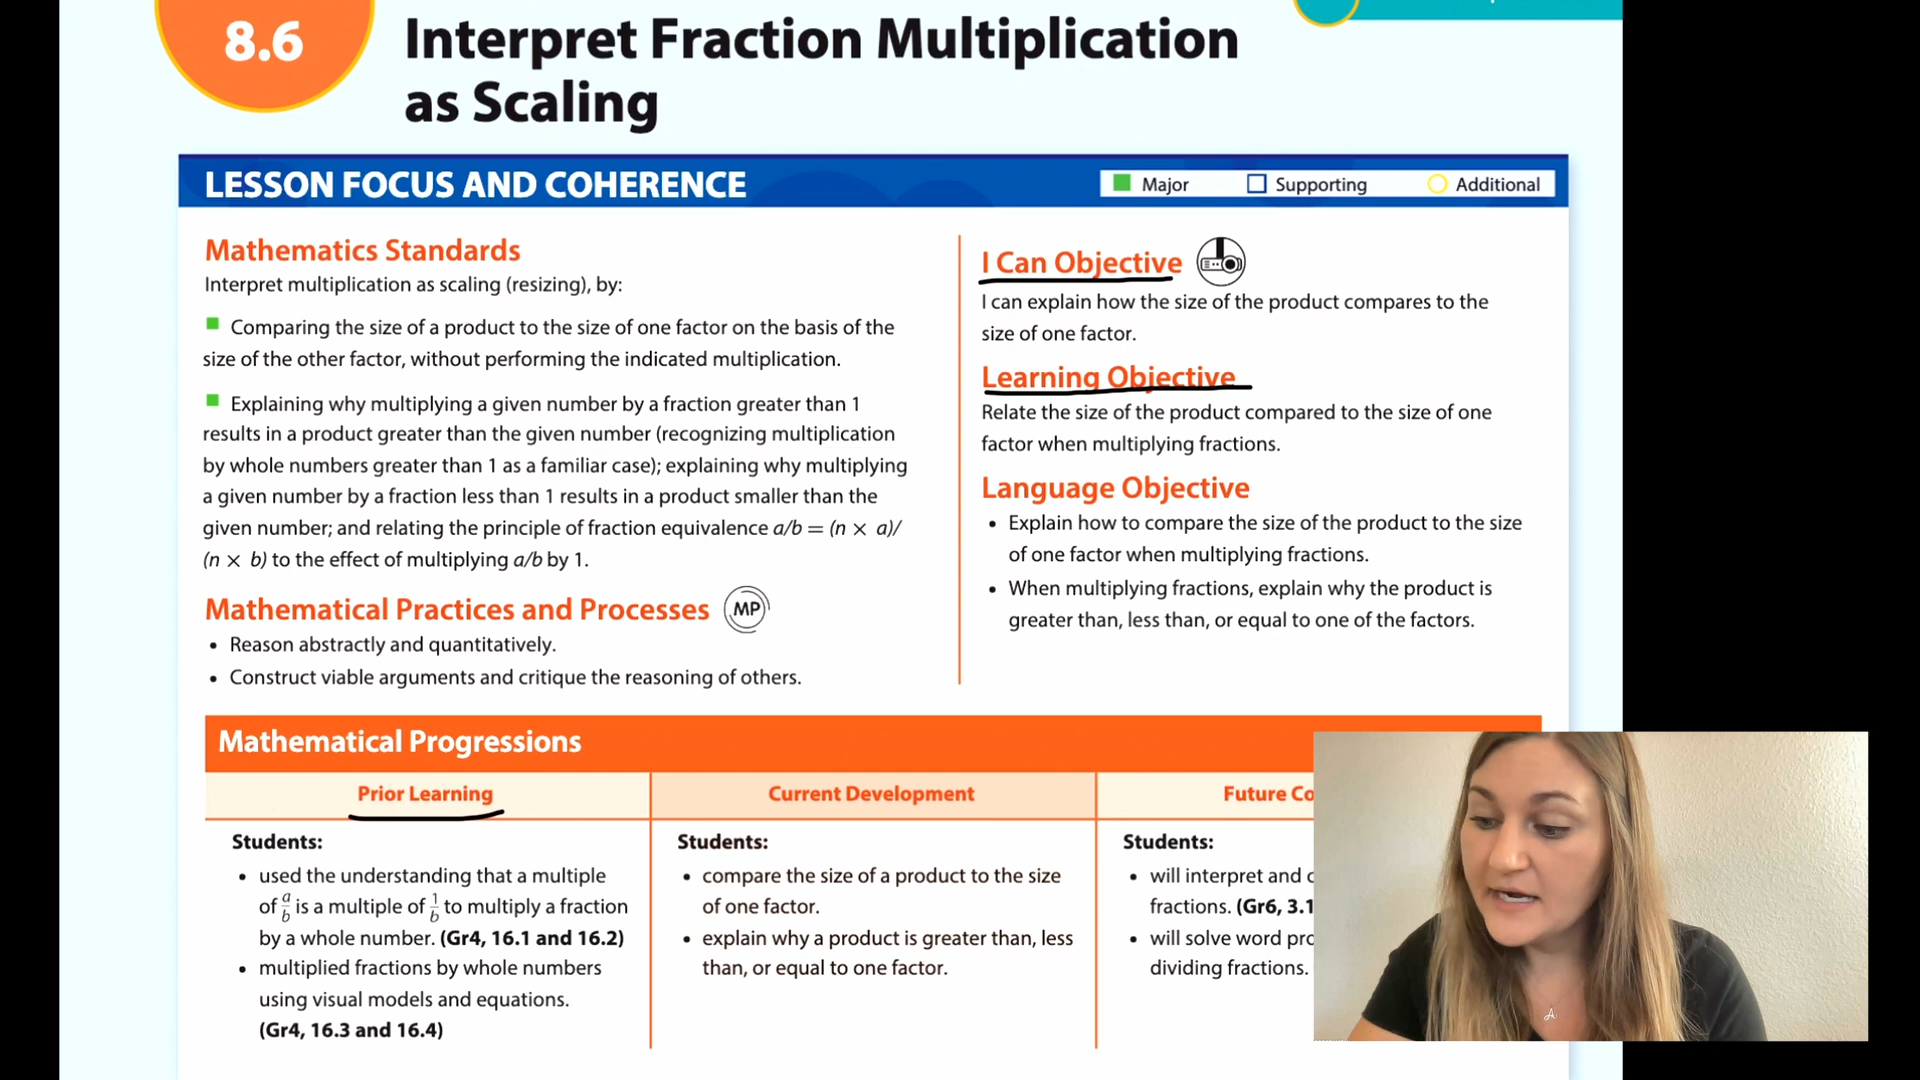 8.6
Interpret Fraction Multiplication
as Scaling
LESSON FOCUS AND COHERENCE
Major
Supporting
Additional
Mathematics Standards
Interpret multiplication as scaling (resizing), by:
Comparing the size of a product to the size of one factor on the basis of the
size of the other factor, without performing the indicated multiplication.
Explaining why multiplying a given number by a fraction greater than 1
results in a product greater than the given number (recognizing multiplication
by whole numbers greater than 1 as a familiar case); explaining why multiplying
a given number by a fraction less than 1 results in a product smaller than the
given number; and relating the principle of fraction equivalence a/b = (n × a)/
(n × b) to the effect of multiplying a/b by 1.
Mathematical Practices and Processes MP
• Reason abstractly and quantitatively.
• Construct viable arguments and critique the reasoning of others.
I Can Objective
I can explain how the size of the product compares to the
size of one factor.
Learning Objective
Relate the size of the product compared to the size of one
factor when multiplying fractions.
Language Objective
• Explain how to compare the size of the product to the size
of one factor when multiplying fractions.
• When multiplying fractions, explain why the product is
greater than, less than, or equal to one of the factors.
Mathematical Progressions
Prior Learning
Students:
• used the understanding that a multiple
of a/b is a multiple of 1/b to multiply a fraction
by a whole number. (Gr4, 16.1 and 16.2)
• multiplied fractions by whole numbers
using visual models and equations.
(Gr4, 16.3 and 16.4)
Current Development
Students:
• compare the size of a product to the size
of one factor.
• explain why a product is greater than, less
than, or equal to one factor.
Future Co
Students:
• will interpret and
fractions. (Gr6, 3.1
• will solve word
dividing fractions.
A